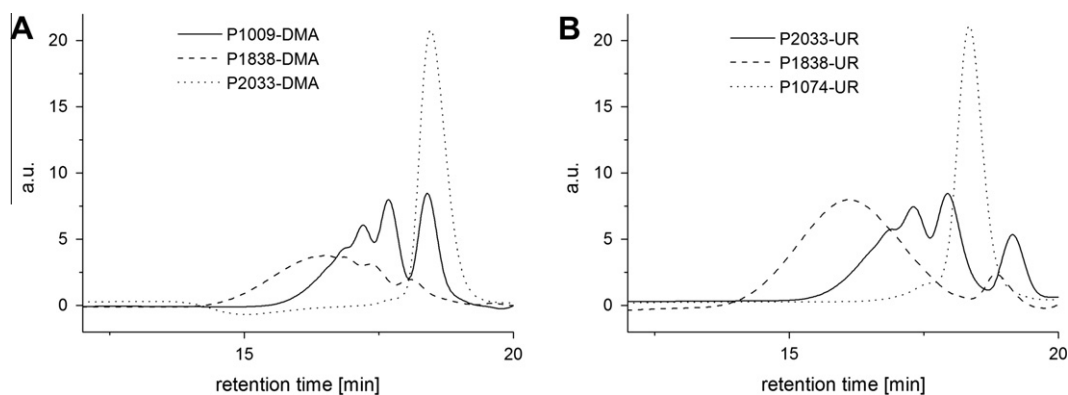 A
P1009-DMA
P1838-DMA
P2033-DMA
20
15
10
5
0
a.u.
15
20
retention time [min]
B
P2033-UR
P1838-UR
P1074-UR
20
15
10
5
0
a.u.
15
20
retention time [min]